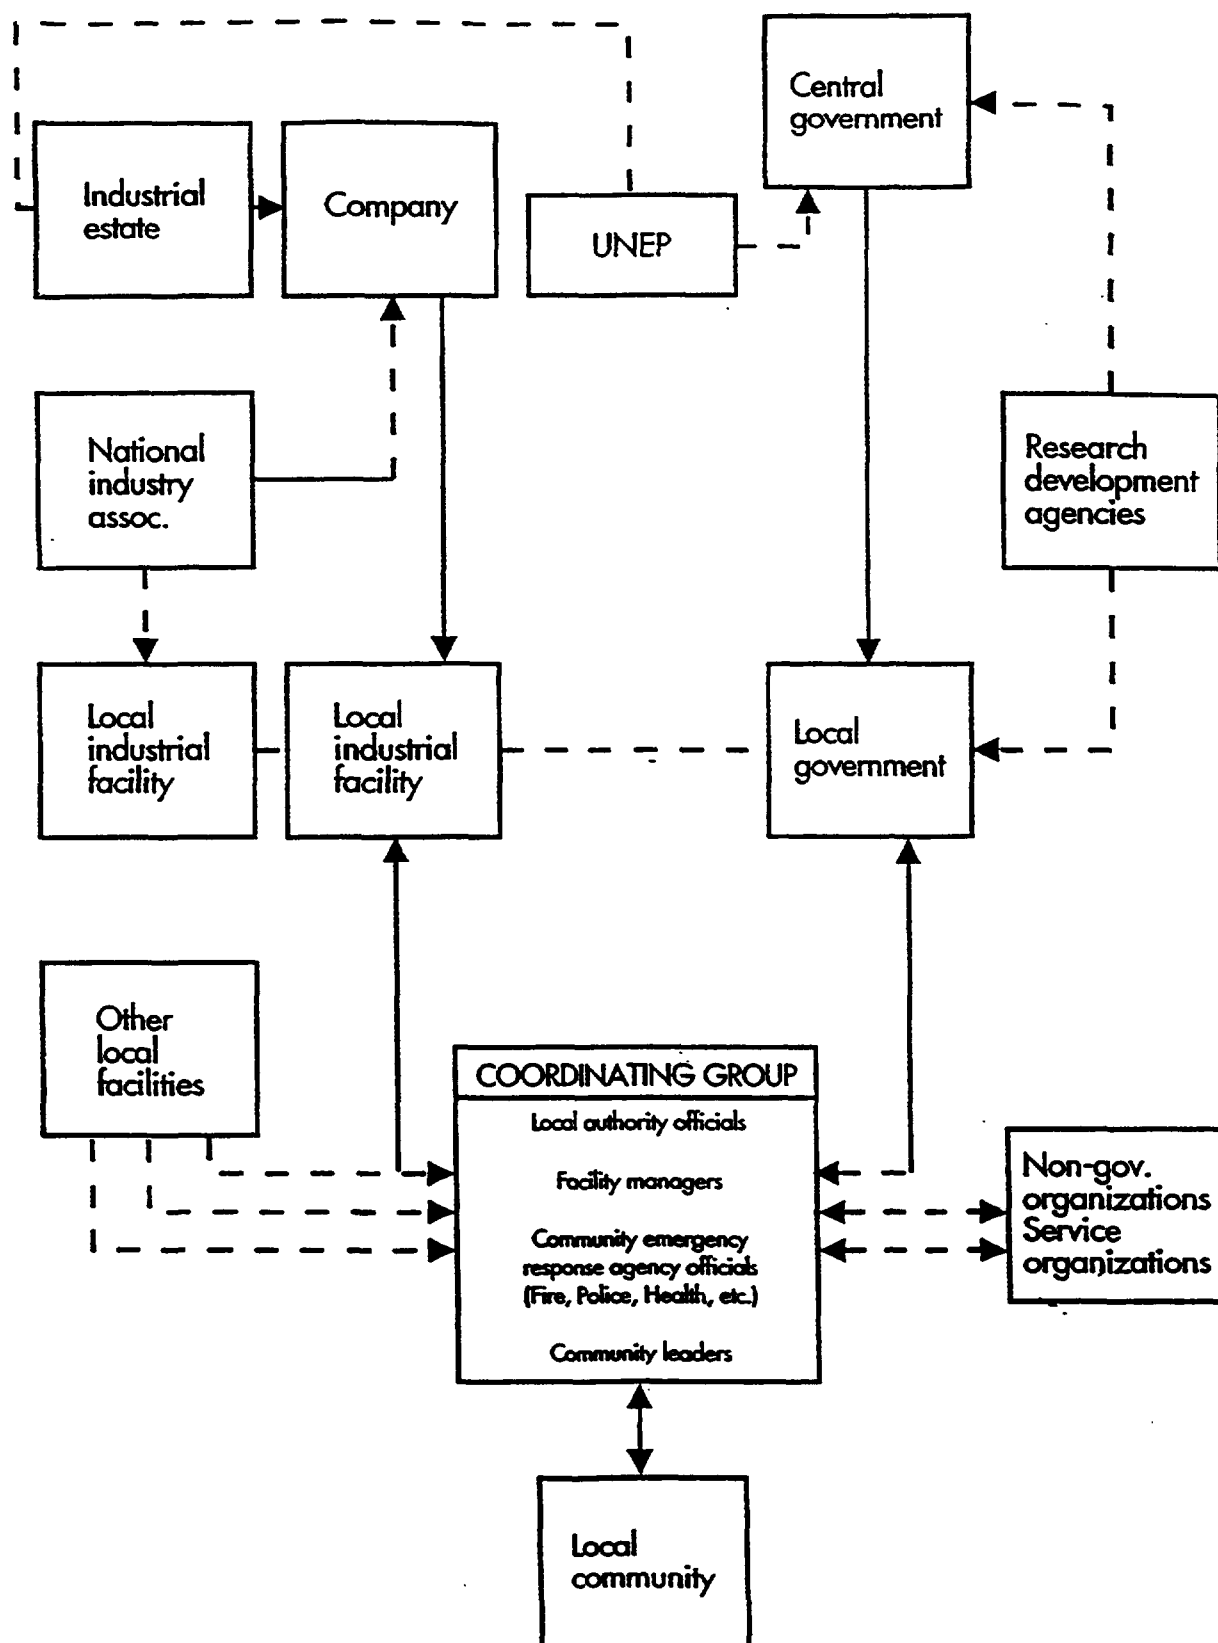 Central
government
Industrial
estate
Company
UNEP
National
industry
assoc.
Research
development
agencies
Local
industrial
facility
Local
industrial
facility
Local
government
Other
local
facilities
COORDINATING GROUP
Local authority officials
Facility managers
Community emergency
response agency officials
(Fire, Police, Health, etc.)
Community leaders
Non-gov.
organizations
Service
organizations
Local
community